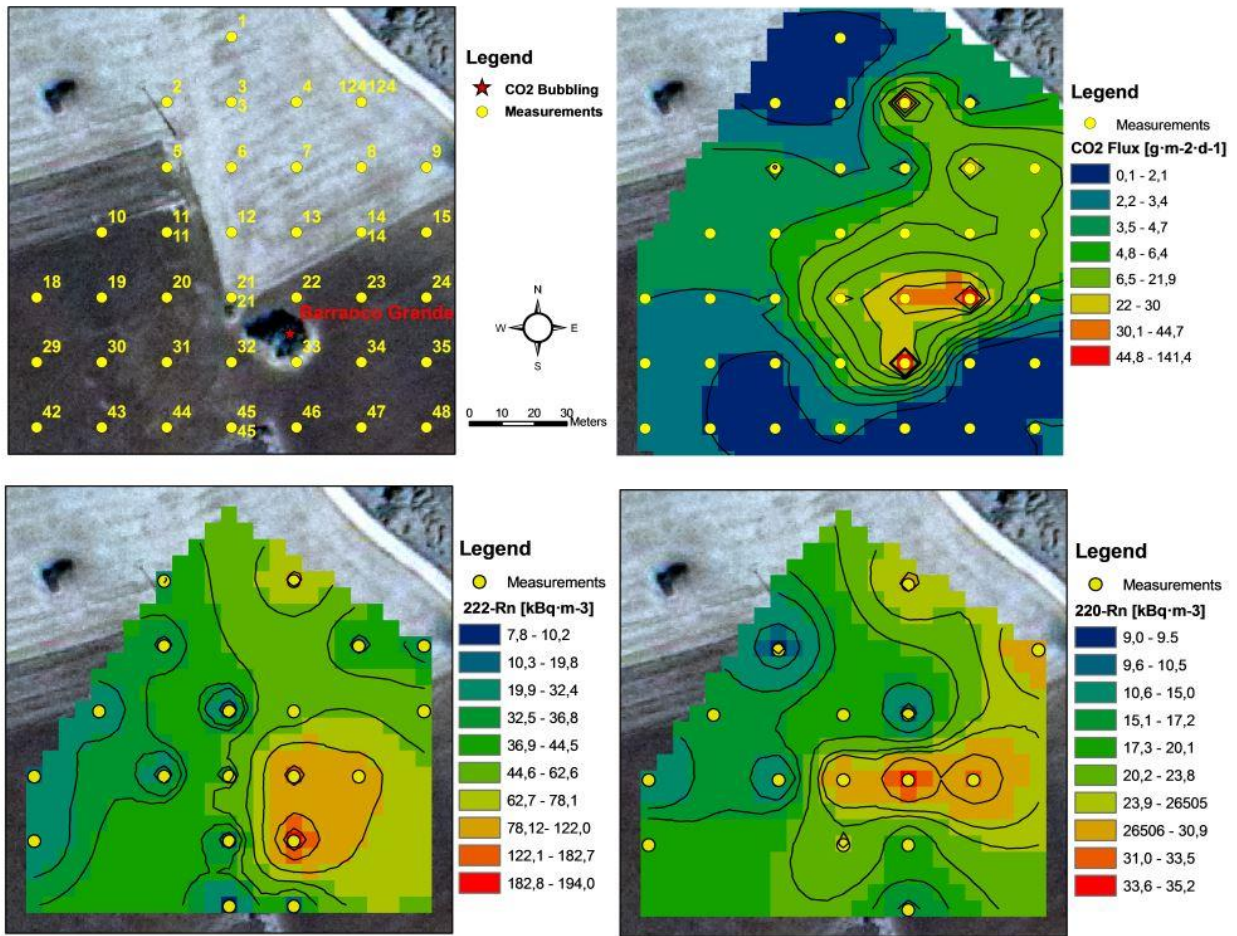 1
2 3 4 124124
3
5 6 7 8 9
10 11 12 13 14 15
11 14
18 19 20 21 22 23 24
21
Barraoco Grende
29 30 31 32 33 34 35
42 43 44 45 46 47 48
45
Legend
CO2 Bubbling
Measurements
N
W E
S
0 10 20 30
Meters
Legend
Measurements
CO2 Flux [g·m-2·d-1]
0,1 - 2,1
2,2 - 3,4
3,5 - 4,7
4,8 - 6,4
6,5 - 21,9
22 - 30
30,1 - 44,7
44,8 - 141,4
Legend
Measurements
222-Rn [kBq·m-3]
7,8 - 10,2
10,3 - 19,8
19,9 - 32,4
32,5 - 36,8
36,9 - 44,5
44,6 - 62,6
62,7 - 78,1
78,12- 122,0
122,1 - 182,7
182,8 - 194,0
Legend
Measurements
220-Rn [kBq·m-3]
9,0 - 9.5
9,6 - 10,5
10,6 - 15,0
15,1 - 17,2
17,3 - 20,1
20,2 - 23,8
23,9 - 26505
26506 - 30,9
31,0 - 33,5
33,6 - 35,2